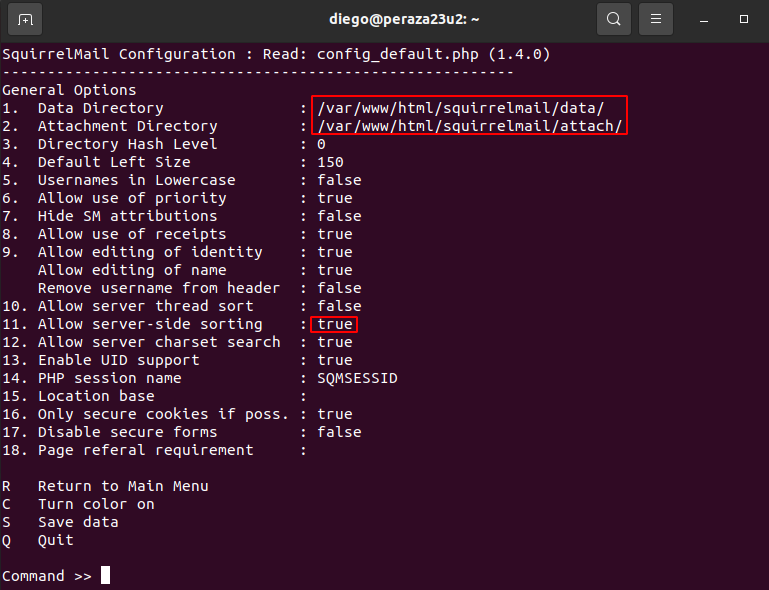 diego@peraza23u2: ~
SquirrelMail Configuration : Read: config_default.php (1.4.0)
---------------------------------------------------------
General Options
1.  Data Directory               : /var/www/html/squirrelmail/data/
2.  Attachment Directory         : /var/www/html/squirrelmail/attach/
3.  Directory Hash Level         : 0
4.  Default Left Size            : 150
5.  Usernames in Lowercase       : false
6.  Allow use of priority        : true
7.  Hide SM attributions         : false
8.  Allow use of receipts        : true
9.  Allow editing of identity    : true
    Allow editing of name        : true
    Remove username from header  : false
10. Allow server thread sort     : false
11. Allow server-side sorting    : true
12. Allow server charset search  : true
13. Enable UID support           : true
14. PHP session name             : SQMSESSID
15. Location base                :
16. Only secure cookies if poss. : true
17. Disable secure forms         : false
18. Page referal requirement     :
R   Return to Main Menu
C   Turn color on
S   Save data
Q   Quit
Command >>